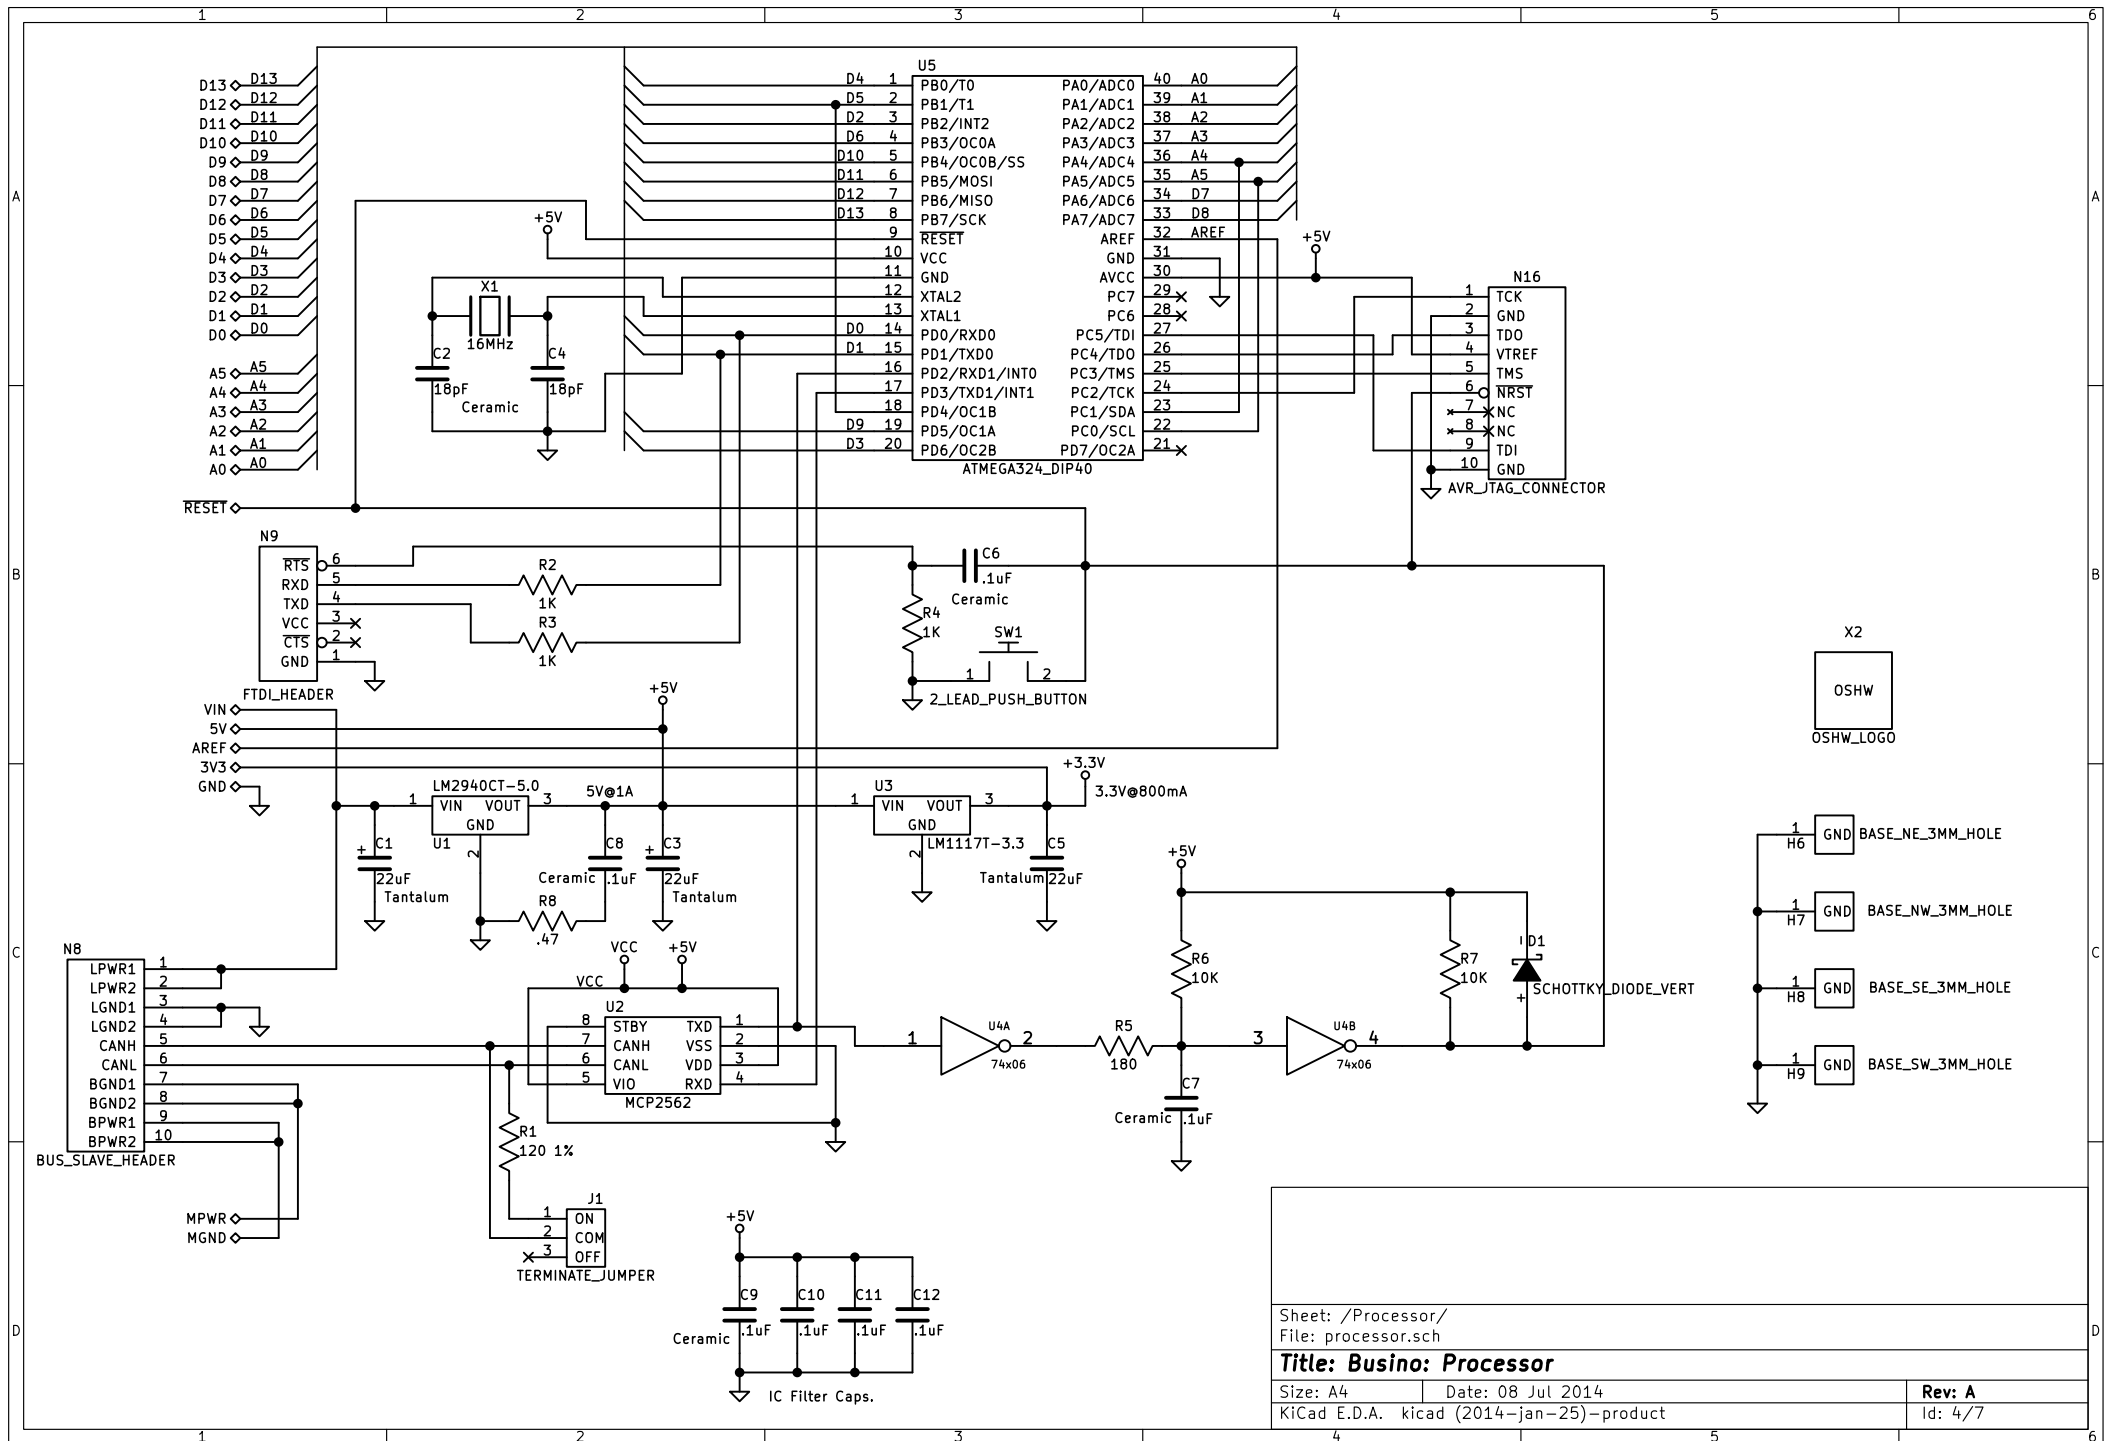 1 2 3 4 5 6
A
B
C
D
A
B
C
D
1 2 3 4 5 6
D13 D13
D12 D12
D11 D11
D10 D10
D9 D9
D8 D8
D7 D7
D6 D6
D5 D5
D4 D4
D3 D3
D2 D2
D1 D1
D0 D0
A5 A5
A4 A4
A3 A3
A2 A2
A1 A1
A0 A0
RESET
U5
D4 1 PB0/T0 PA0/ADC0 40 A0
D5 2 PB1/T1 PA1/ADC1 39 A1
D2 3 PB2/INT2 PA2/ADC2 38 A2
D6 4 PB3/OC0A PA3/ADC3 37 A3
D10 5 PB4/OC0B/SS PA4/ADC4 36 A4
D11 6 PB5/MOSI PA5/ADC5 35 A5
D12 7 PB6/MISO PA6/ADC6 34 D7
D13 8 PB7/SCK PA7/ADC7 33 D8
9 RESET AREF 32 AREF
10 VCC GND 31
11 GND AVCC 30
12 XTAL2 PC7 29
13 XTAL1 PC6 28
D0 14 PD0/RXD0 PC5/TDI 27
D1 15 PD1/TXD0 PC4/TDO 26
16 PD2/RXD1/INT0 PC3/TMS 25
17 PD3/TXD1/INT1 PC2/TCK 24
18 PD4/OC1B PC1/SDA 23
D9 19 PD5/OC1A PC0/SCL 22
D3 20 PD6/OC2B PD7/OC2A 21
ATMEGA324_DIP40
+5V
X1
16MHz
C2
18pF
C4
18pF
Ceramic
+5V
N16
1 TCK
2 GND
3 TDO
4 VTREF
5 TMS
6 NRST
7 NC
8 NC
9 TDI
10 GND
AVR_JTAG_CONNECTOR
N9
RTS 6
RXD 5
TXD 4
VCC 3
CTS 2
GND 1
FTDI_HEADER
R2
1K
R3
1K
C6
.1uF
Ceramic
R4
1K
SW1
1 2
2_LEAD_PUSH_BUTTON
X2
OSHW
OSHW_LOGO
VIN
5V
AREF
3V3
GND
+5V
LM2940CT-5.0
1 VIN VOUT 3
GND
U1
2
5V@1A
C1
+
22uF
Tantalum
C8
Ceramic .1uF
C3
+
22uF
Tantalum
R8
.47
U3
1 VIN VOUT 3
GND
LM1117T-3.3
2
+3.3V
3.3V@800mA
C5
Tantalum 22uF
1 GND BASE_NE_3MM_HOLE
H6
1 GND BASE_NW_3MM_HOLE
H7
1 GND BASE_SE_3MM_HOLE
H8
1 GND BASE_SW_3MM_HOLE
H9
N8
LPWR1 1
LPWR2 2
LGND1 3
LGND2 4
CANH 5
CANL 6
BGND1 7
BGND2 8
BPWR1 9
BPWR2 10
BUS_SLAVE_HEADER
MPWR
MGND
VCC +5V
VCC
U2
8 STBY TXD 1
7 CANH VSS 2
6 CANL VDD 3
5 VIO RXD 4
MCP2562
R1
120 1%
J1
1 ON
2 COM
3 OFF
TERMINATE_JUMPER
1 U4A 2
74x06
R5
180
+5V
R6
10K
C7
Ceramic .1uF
3 U4B 4
74x06
R7
10K
D1
+
SCHOTTKY_DIODE_VERT
+5V
C9 C10 C11 C12
.1uF .1uF .1uF .1uF
Ceramic
IC Filter Caps.
Sheet: /Processor/
File: processor.sch
Title: Busino: Processor
Size: A4 Date: 08 Jul 2014 Rev: A
KiCad E.D.A. kicad (2014-jan-25)-product Id: 4/7